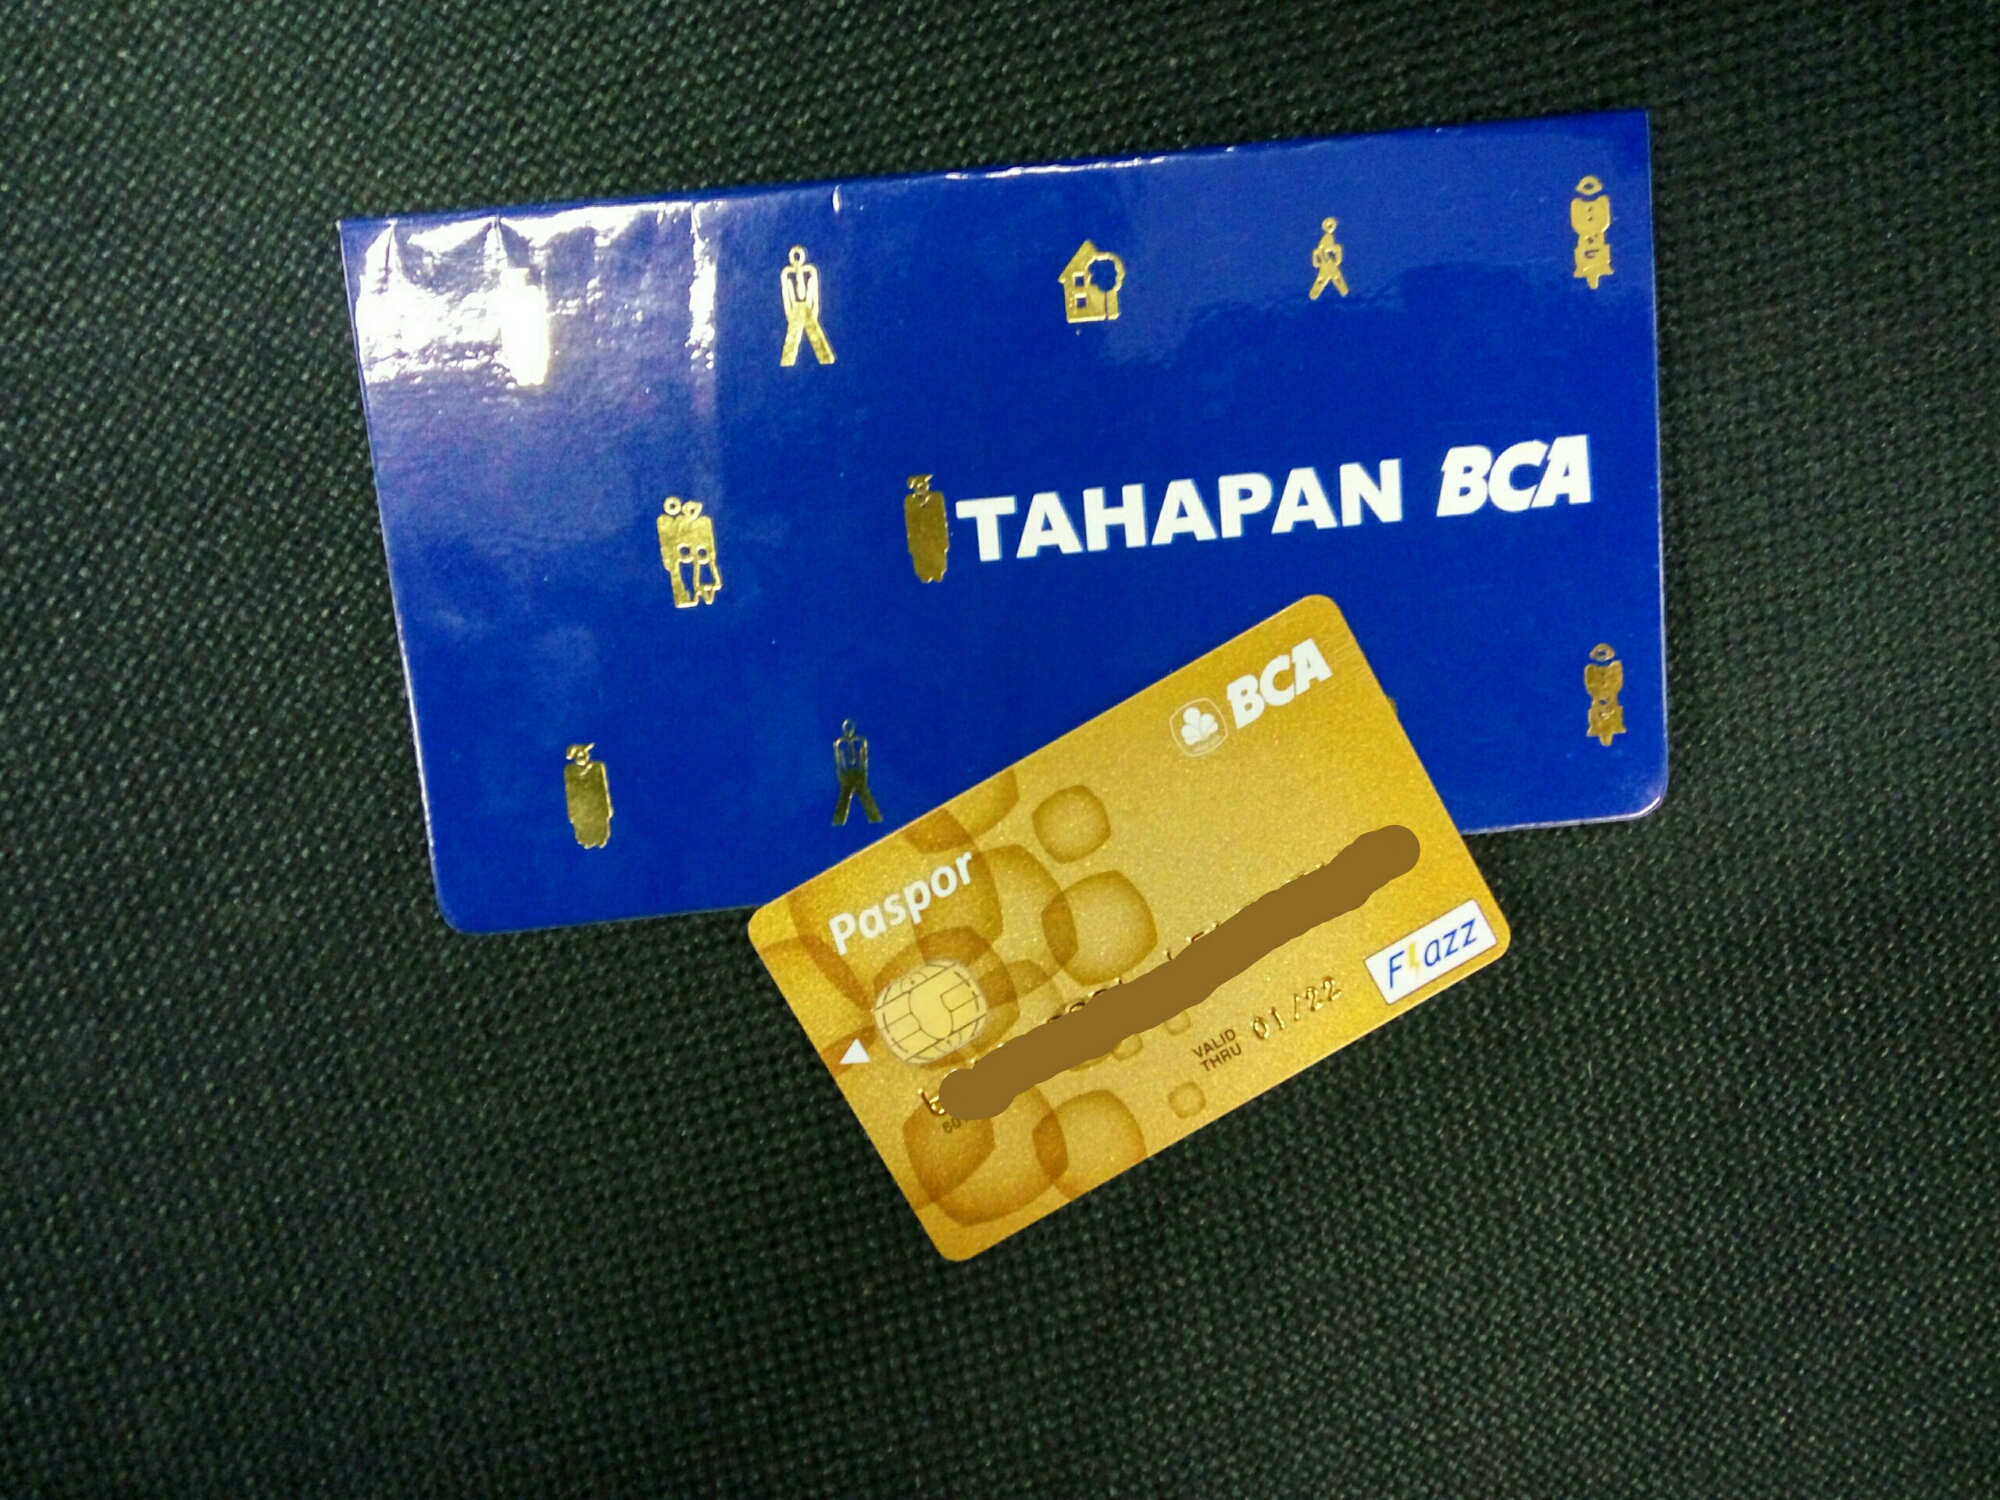 TAHAPAN BCA
BCA
Paspor
Flazz
VALID
THRU 01/22